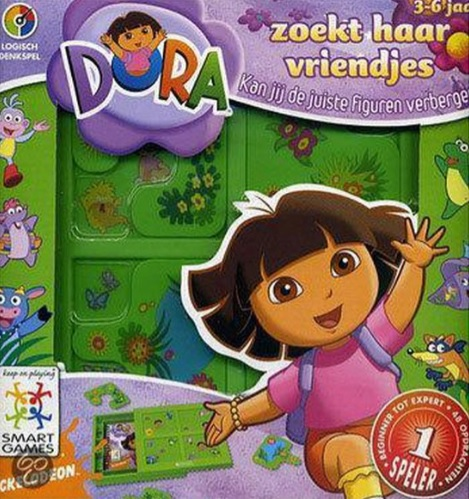 3-6 jaar
LOGISCH
DENKSPEL
DORA
zoekt haar
vriendjes
Kan jij de juiste figuren verbergen
keep on playing
SMART
GAMES
NICKELODEON
BEGINNER TOT EXPERT • 48 OPDRACHTEN
1
SPELER